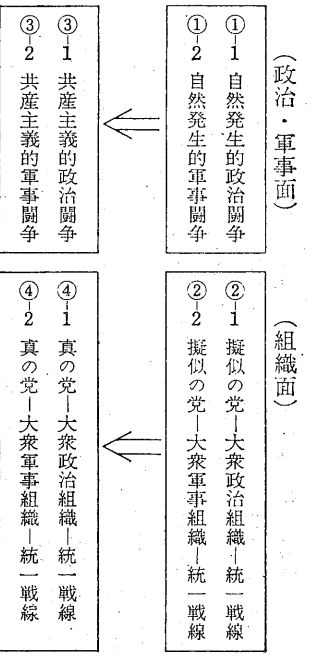 (政治・軍事面)
①-1 自然発生的政治闘争
①-2 自然発生的軍事闘争
③-1 共産主義的政治闘争
③-2 共産主義的軍事闘争
(組織面)
②-1 擬似の党—大衆政治組織—統一戦線
②-2 擬似の党—大衆軍事組織—統一戦線
④-1 真の党—大衆政治組織—統一戦線
④-2 真の党—大衆軍事組織—統一戦線